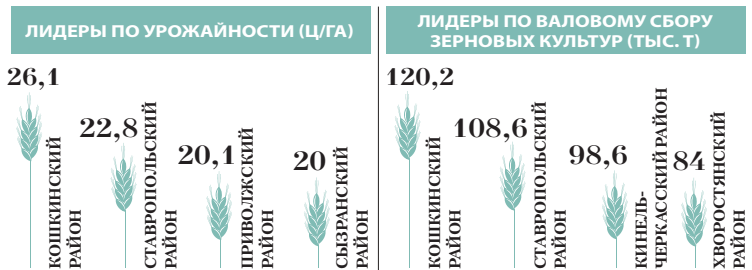 ЛИДЕРЫ ПО УРОЖАЙНОСТИ (Ц/ГА)
26,1
КОШКИНСКИЙ
РАЙОН
22,8
СТАВРОПОЛЬСКИЙ
РАЙОН
20,1
ПРИВОЛЖСКИЙ
РАЙОН
20
СЫЗРАНСКИЙ
РАЙОН
ЛИДЕРЫ ПО ВАЛОВОМУ СБОРУ
ЗЕРНОВЫХ КУЛЬТУР (ТЫС. Т)
120,2
КОШКИНСКИЙ
РАЙОН
108,6
СТАВРОПОЛЬСКИЙ
РАЙОН
98,6
КИНЕЛЬ-
ЧЕРКАССКИЙ РАЙОН
84
ХВОРОСТЯНСКИЙ
РАЙОН